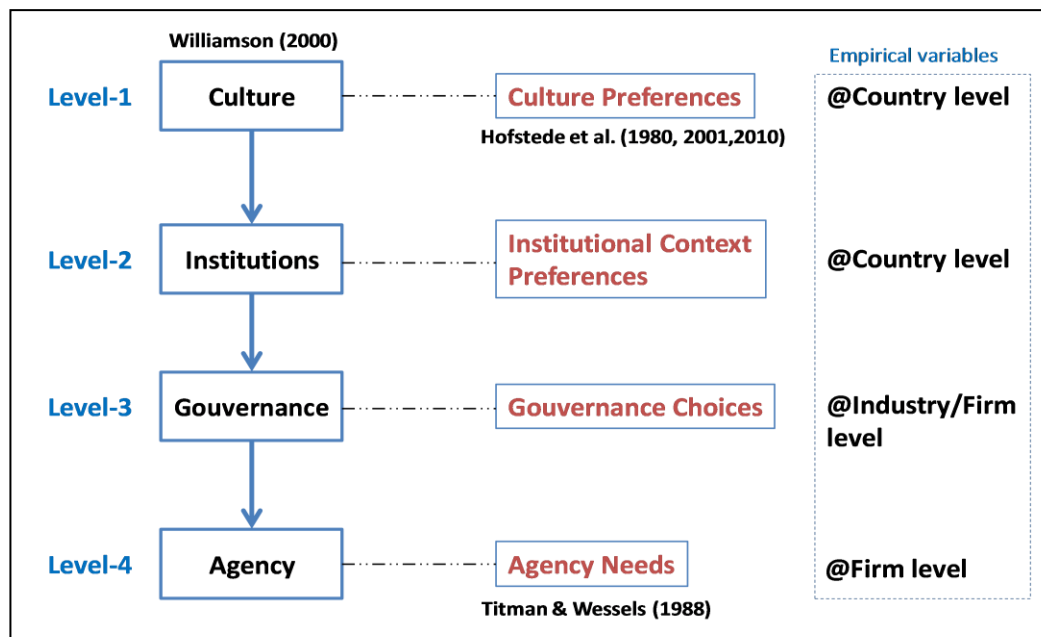 Williamson (2000)
Empirical variables
Level-1
Culture
Culture Preferences
@Country level
Hofstede et al. (1980, 2001,2010)
Level-2
Institutions
Institutional Context
Preferences
@Country level
Level-3
Gouvernance
Gouvernance Choices
@Industry/Firm
level
Level-4
Agency
Agency Needs
@Firm level
Titman & Wessels (1988)